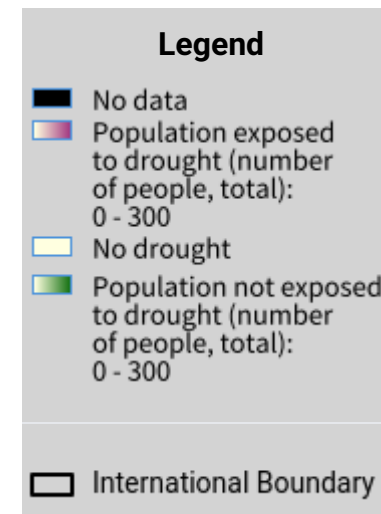 Legend
No data
Population exposed
to drought (number
of people, total):
0 - 300
No drought
Population not exposed
to drought (number
of people, total):
0 - 300
International Boundary